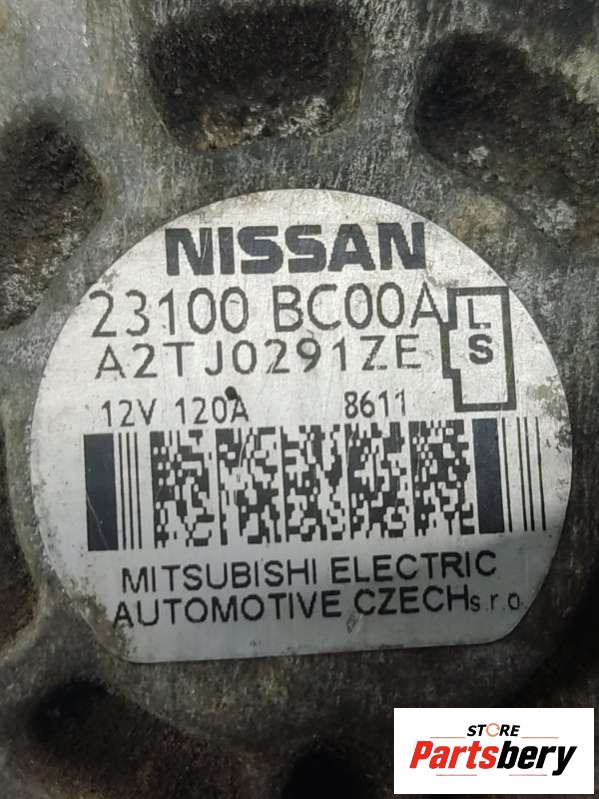 NISSAN
23100 BC00A
L
S
A2TJ0291ZE
12V 120A 8611
MITSUBISHI ELECTRIC
AUTOMOTIVE CZECH s.r.o
STORE
Partsbery